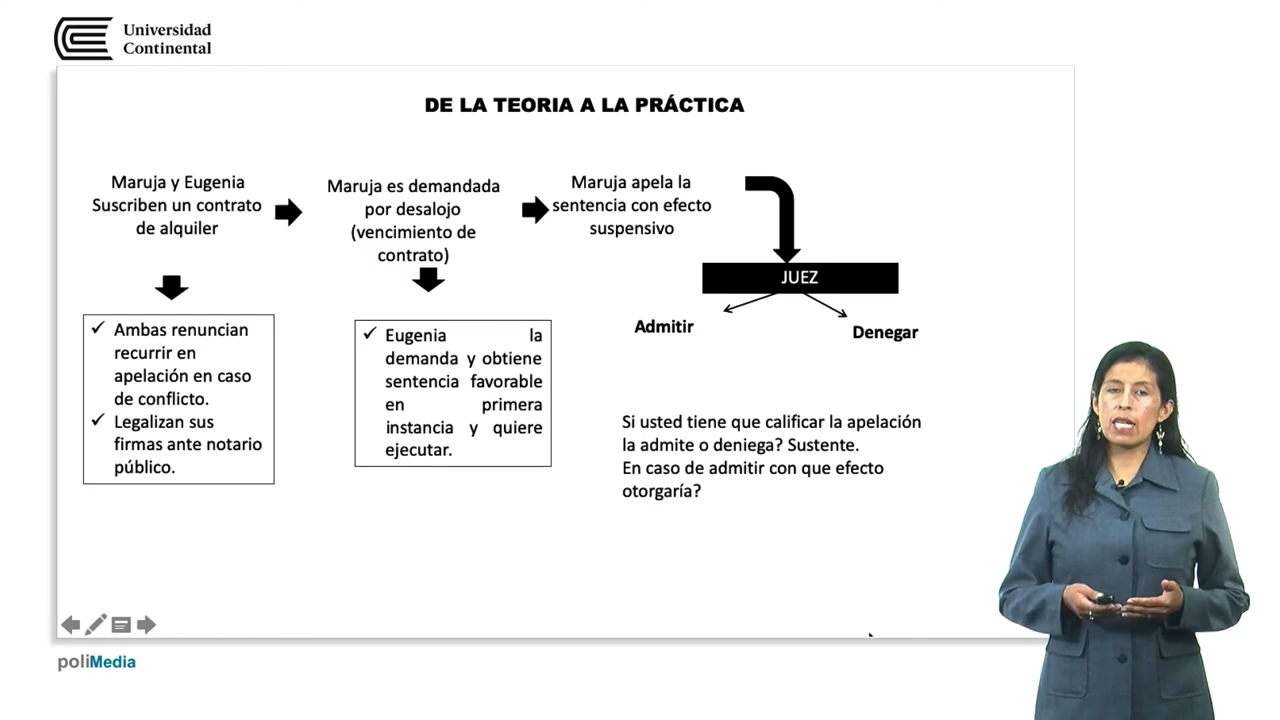 Universidad
Continental
DE LA TEORIA A LA PRÁCTICA
Maruja y Eugenia
Suscriben un contrato
de alquiler
Maruja es demandada
por desalojo
(vencimiento de
contrato)
Maruja apela la
sentencia con efecto
suspensivo
JUEZ
Admitir
Denegar
✓ Ambas renuncian
recurrir en
apelación en caso
de conflicto.
✓ Legalizan sus
firmas ante notario
público.
✓ Eugenia la
demanda y obtiene
sentencia favorable
en primera
instancia y quiere
ejecutar.
Si usted tiene que calificar la apelación
la admite o deniega? Sustente.
En caso de admitir con que efecto
otorgaría?
poliMedia